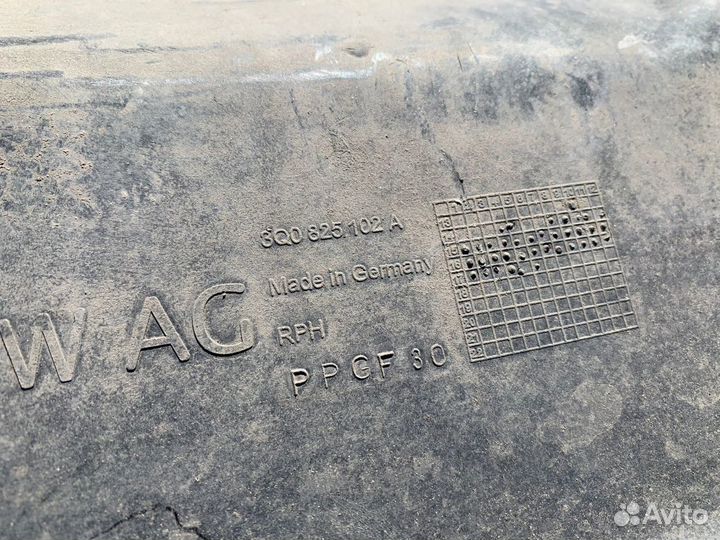 3Q0 825 102 A
Made in Germany
W AG
RPH
PPGF 30
Avito